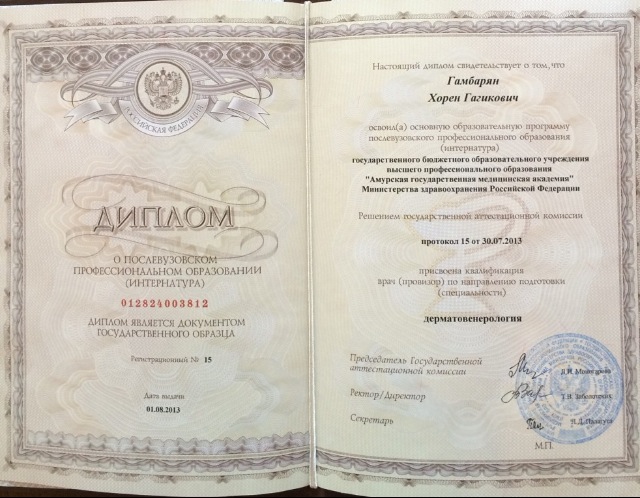 РОССИЙСКАЯ ФЕДЕРАЦИЯ
ДИПЛОМ
О ПОСЛЕВУЗОВСКОМ
ПРОФЕССИОНАЛЬНОМ ОБРАЗОВАНИИ
(ИНТЕРНАТУРА)
012824003812
ДИПЛОМ ЯВЛЯЕТСЯ ДОКУМЕНТОМ
ГОСУДАРСТВЕННОГО ОБРАЗЦА
Регистрационный № 15
Дата выдачи
01.08.2013
Настоящий диплом свидетельствует о том, что
Гамбарян
Хорен Гагикович
освоил(а) основную образовательную программу
послевузовского профессионального образования
(интернатура)
государственного бюджетного образовательного учреждения
высшего профессионального образования
"Амурская государственная медицинская академия"
Министерства здравоохранения Российской Федерации
Решением государственной аттестационной комиссии
протокол 15 от 30.07.2013
присвоена квалификация
врач (провизор) по направлению подготовки
(специальности)
дерматовенерология
Председатель Государственной
аттестационной комиссии
Ректор/Директор
Т.В. Заболотских
Секретарь
М.П.